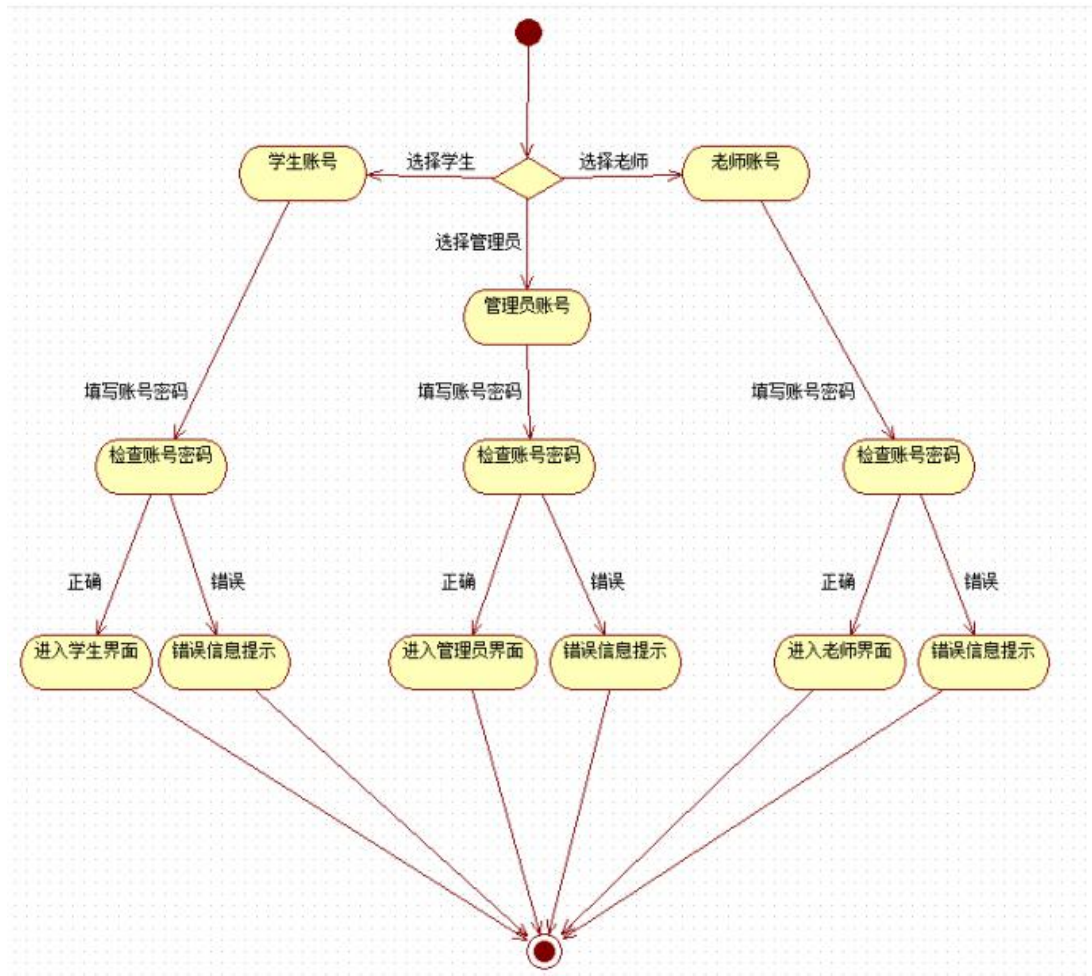 学生账号
选择学生
选择老师
老师账号
选择管理员
管理员账号
填写账号密码
填写账号密码
填写账号密码
检查账号密码
检查账号密码
检查账号密码
正确
错误
正确
错误
正确
错误
进入学生界面
错误信息提示
进入管理员界面
错误信息提示
进入老师界面
错误信息提示